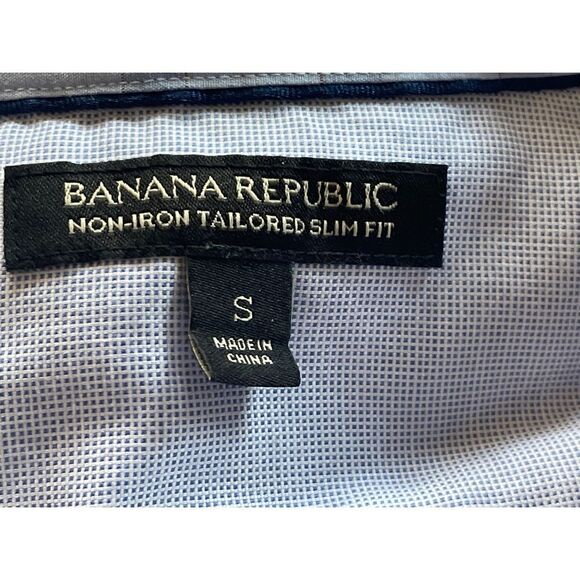 BANANA REPUBLIC
NON-IRON TAILORED SLIM FIT
S
MADE IN
CHINA